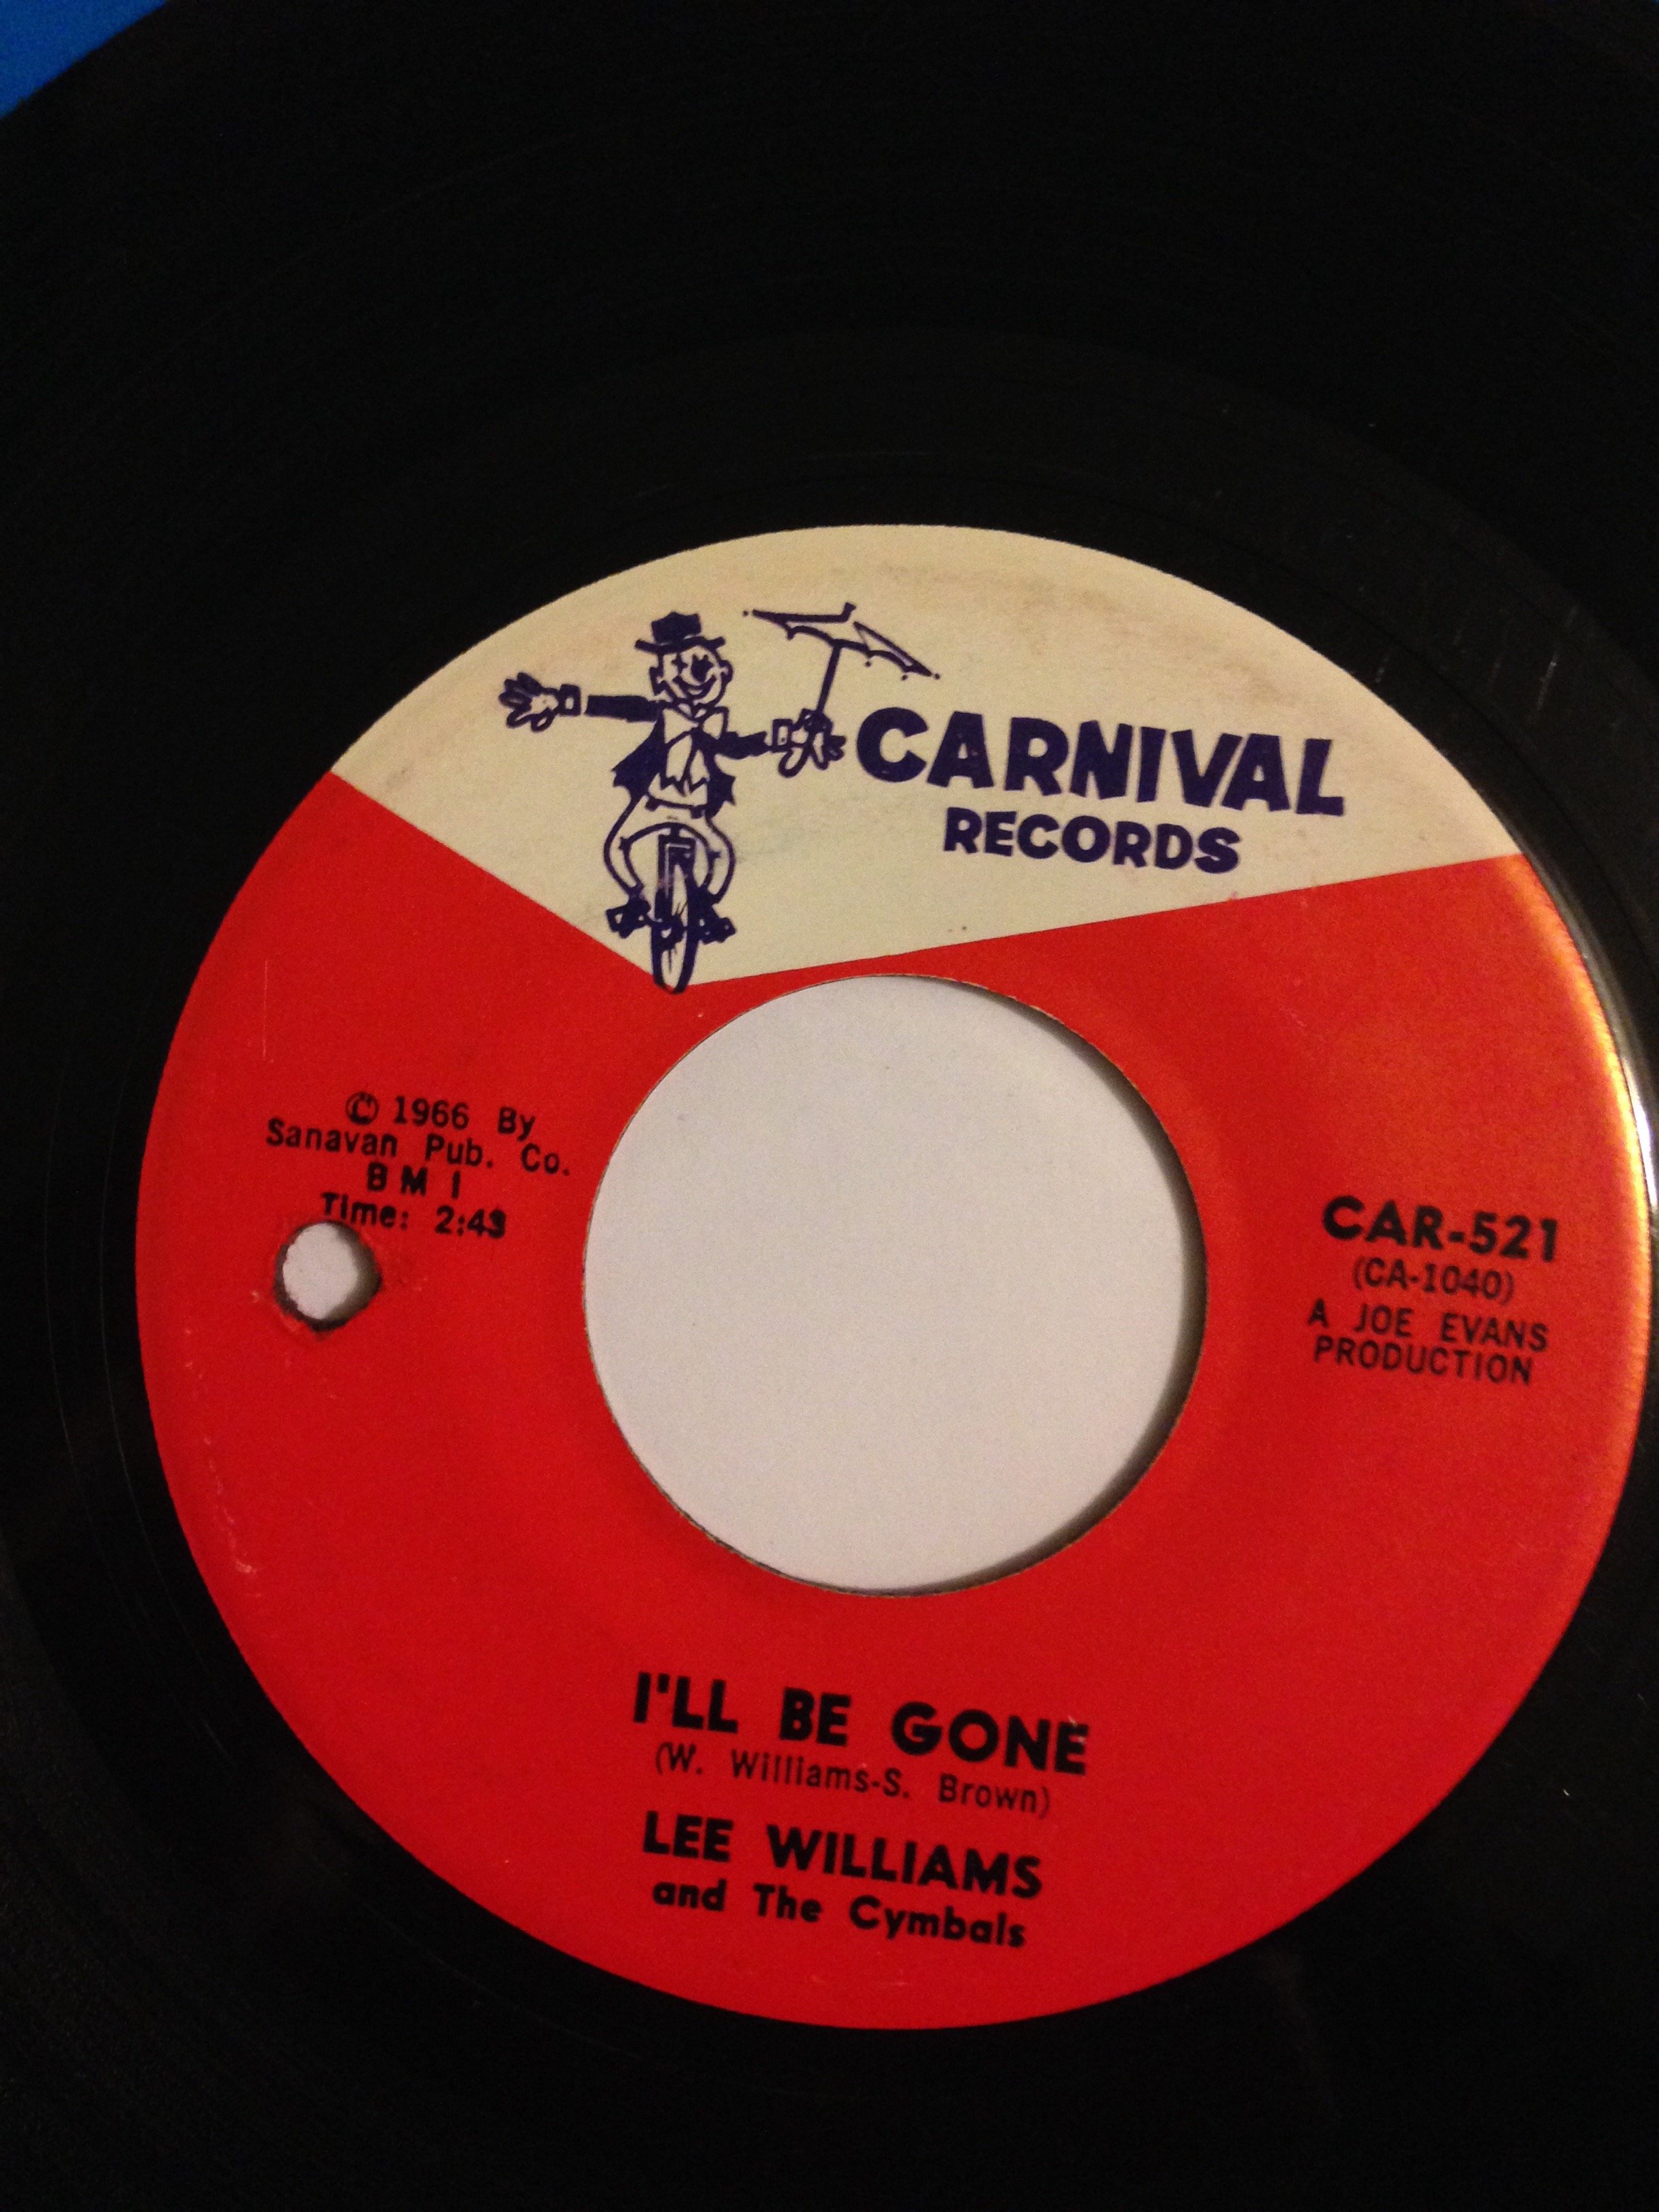 CARNIVAL
RECORDS
© 1966 By
Sanavan Pub. Co.
B M I
Time: 2:43
CAR-521
(CA-1040)
A JOE EVANS
PRODUCTION
I'LL BE GONE
(W. Williams-S. Brown)
LEE WILLIAMS
and The Cymbals